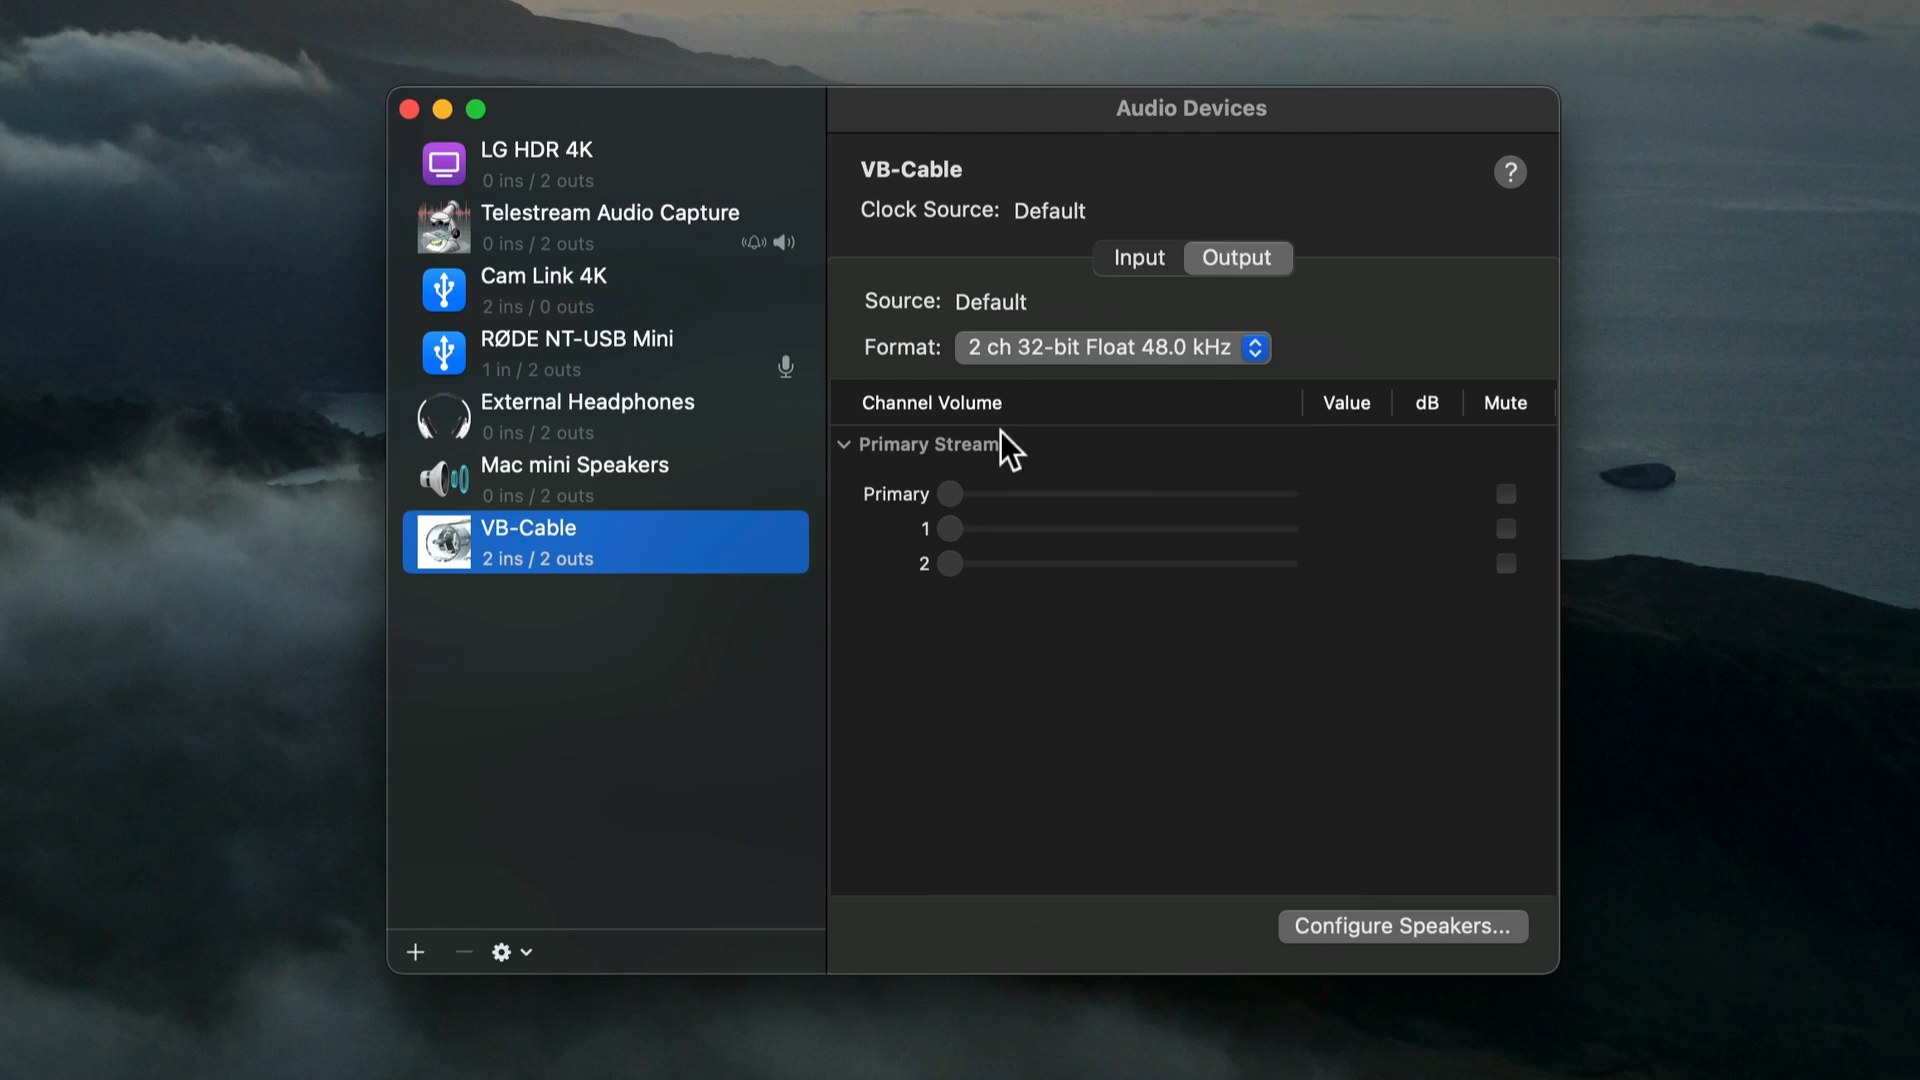 LG HDR 4K
0 ins / 2 outs
Telestream Audio Capture
0 ins / 2 outs
Cam Link 4K
2 ins / 0 outs
RØDE NT-USB Mini
1 in / 2 outs
External Headphones
0 ins / 2 outs
Mac mini Speakers
0 ins / 2 outs
VB-Cable
2 ins / 2 outs
Audio Devices
VB-Cable
?
Clock Source: Default
Input Output
Source: Default
Format: 2 ch 32-bit Float 48.0 kHz
Channel Volume Value dB Mute
Primary Stream
Primary
1
2
Configure Speakers...